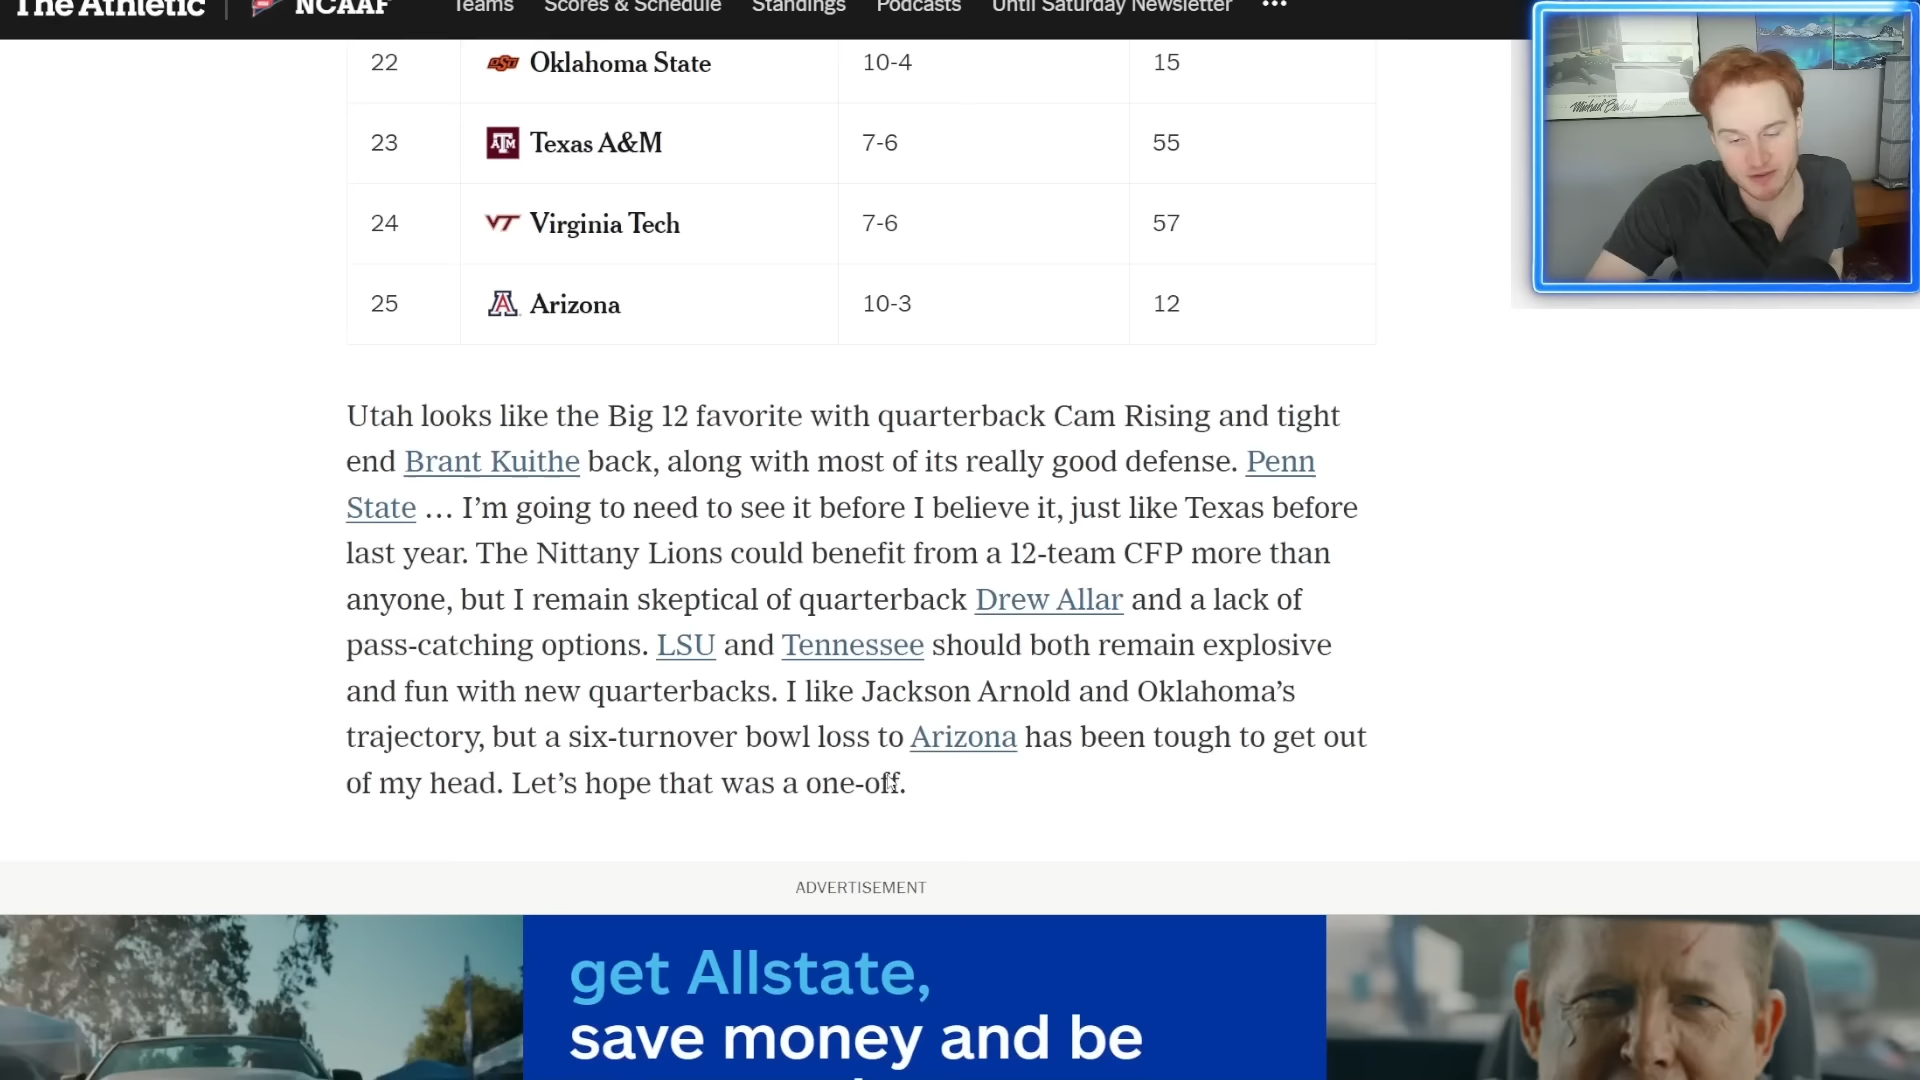 The Athletic
NCAAF
Teams
Scores & Schedule
Standings
Podcasts
Until Saturday Newsletter
22 OSU Oklahoma State 10-4 15
23 ATM Texas A&M 7-6 55
24 VT Virginia Tech 7-6 57
25 A Arizona 10-3 12
Utah looks like the Big 12 favorite with quarterback Cam Rising and tight
end Brant Kuithe back, along with most of its really good defense. Penn
State … I’m going to need to see it before I believe it, just like Texas before
last year. The Nittany Lions could benefit from a 12-team CFP more than
anyone, but I remain skeptical of quarterback Drew Allar and a lack of
pass-catching options. LSU and Tennessee should both remain explosive
and fun with new quarterbacks. I like Jackson Arnold and Oklahoma’s
trajectory, but a six-turnover bowl loss to Arizona has been tough to get out
of my head. Let’s hope that was a one-off.
ADVERTISEMENT
get Allstate,
save money and be